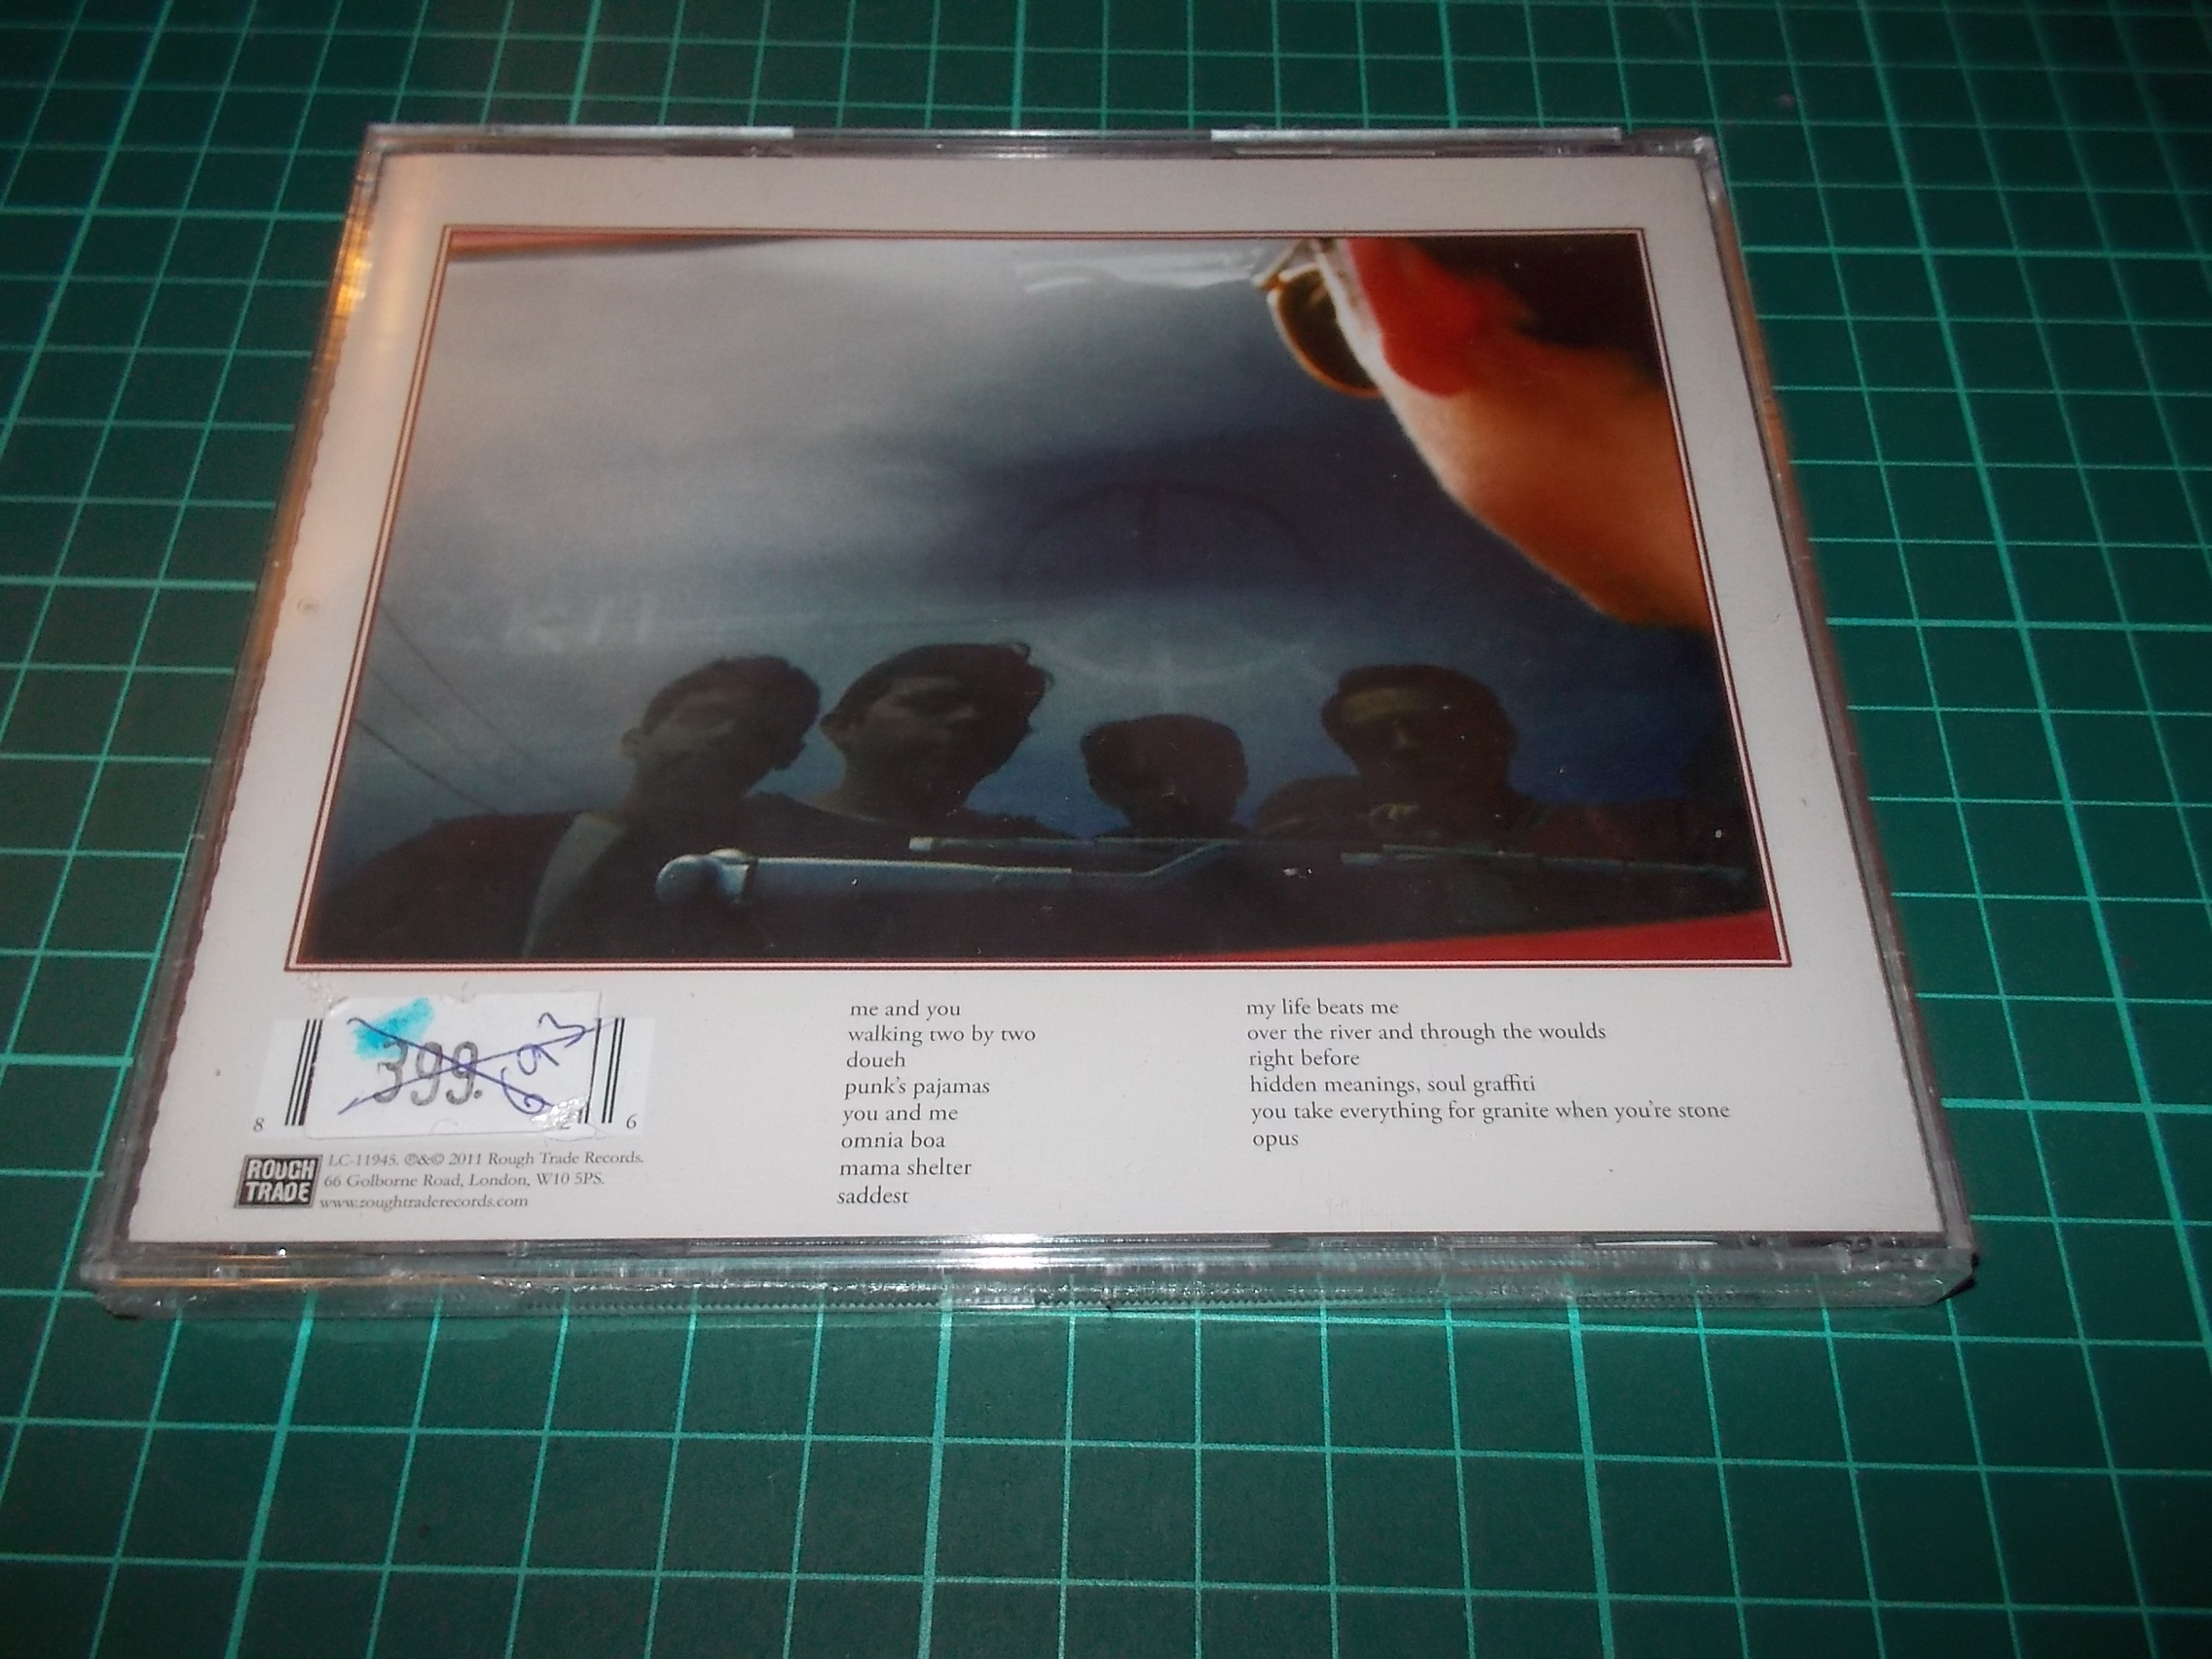 me and you
walking two by two
doueh
punk's pajamas
you and me
omnia boa
mama shelter
saddest
my life beats me
over the river and through the woulds
right before
hidden meanings, soul graffiti
you take everything for granite when you're stone
opus
399.
8 2 6
ROUGH
TRADE
LC-11945. ℗&© 2011 Rough Trade Records.
66 Golborne Road, London, W10 5PS.
www.roughtraderecords.com